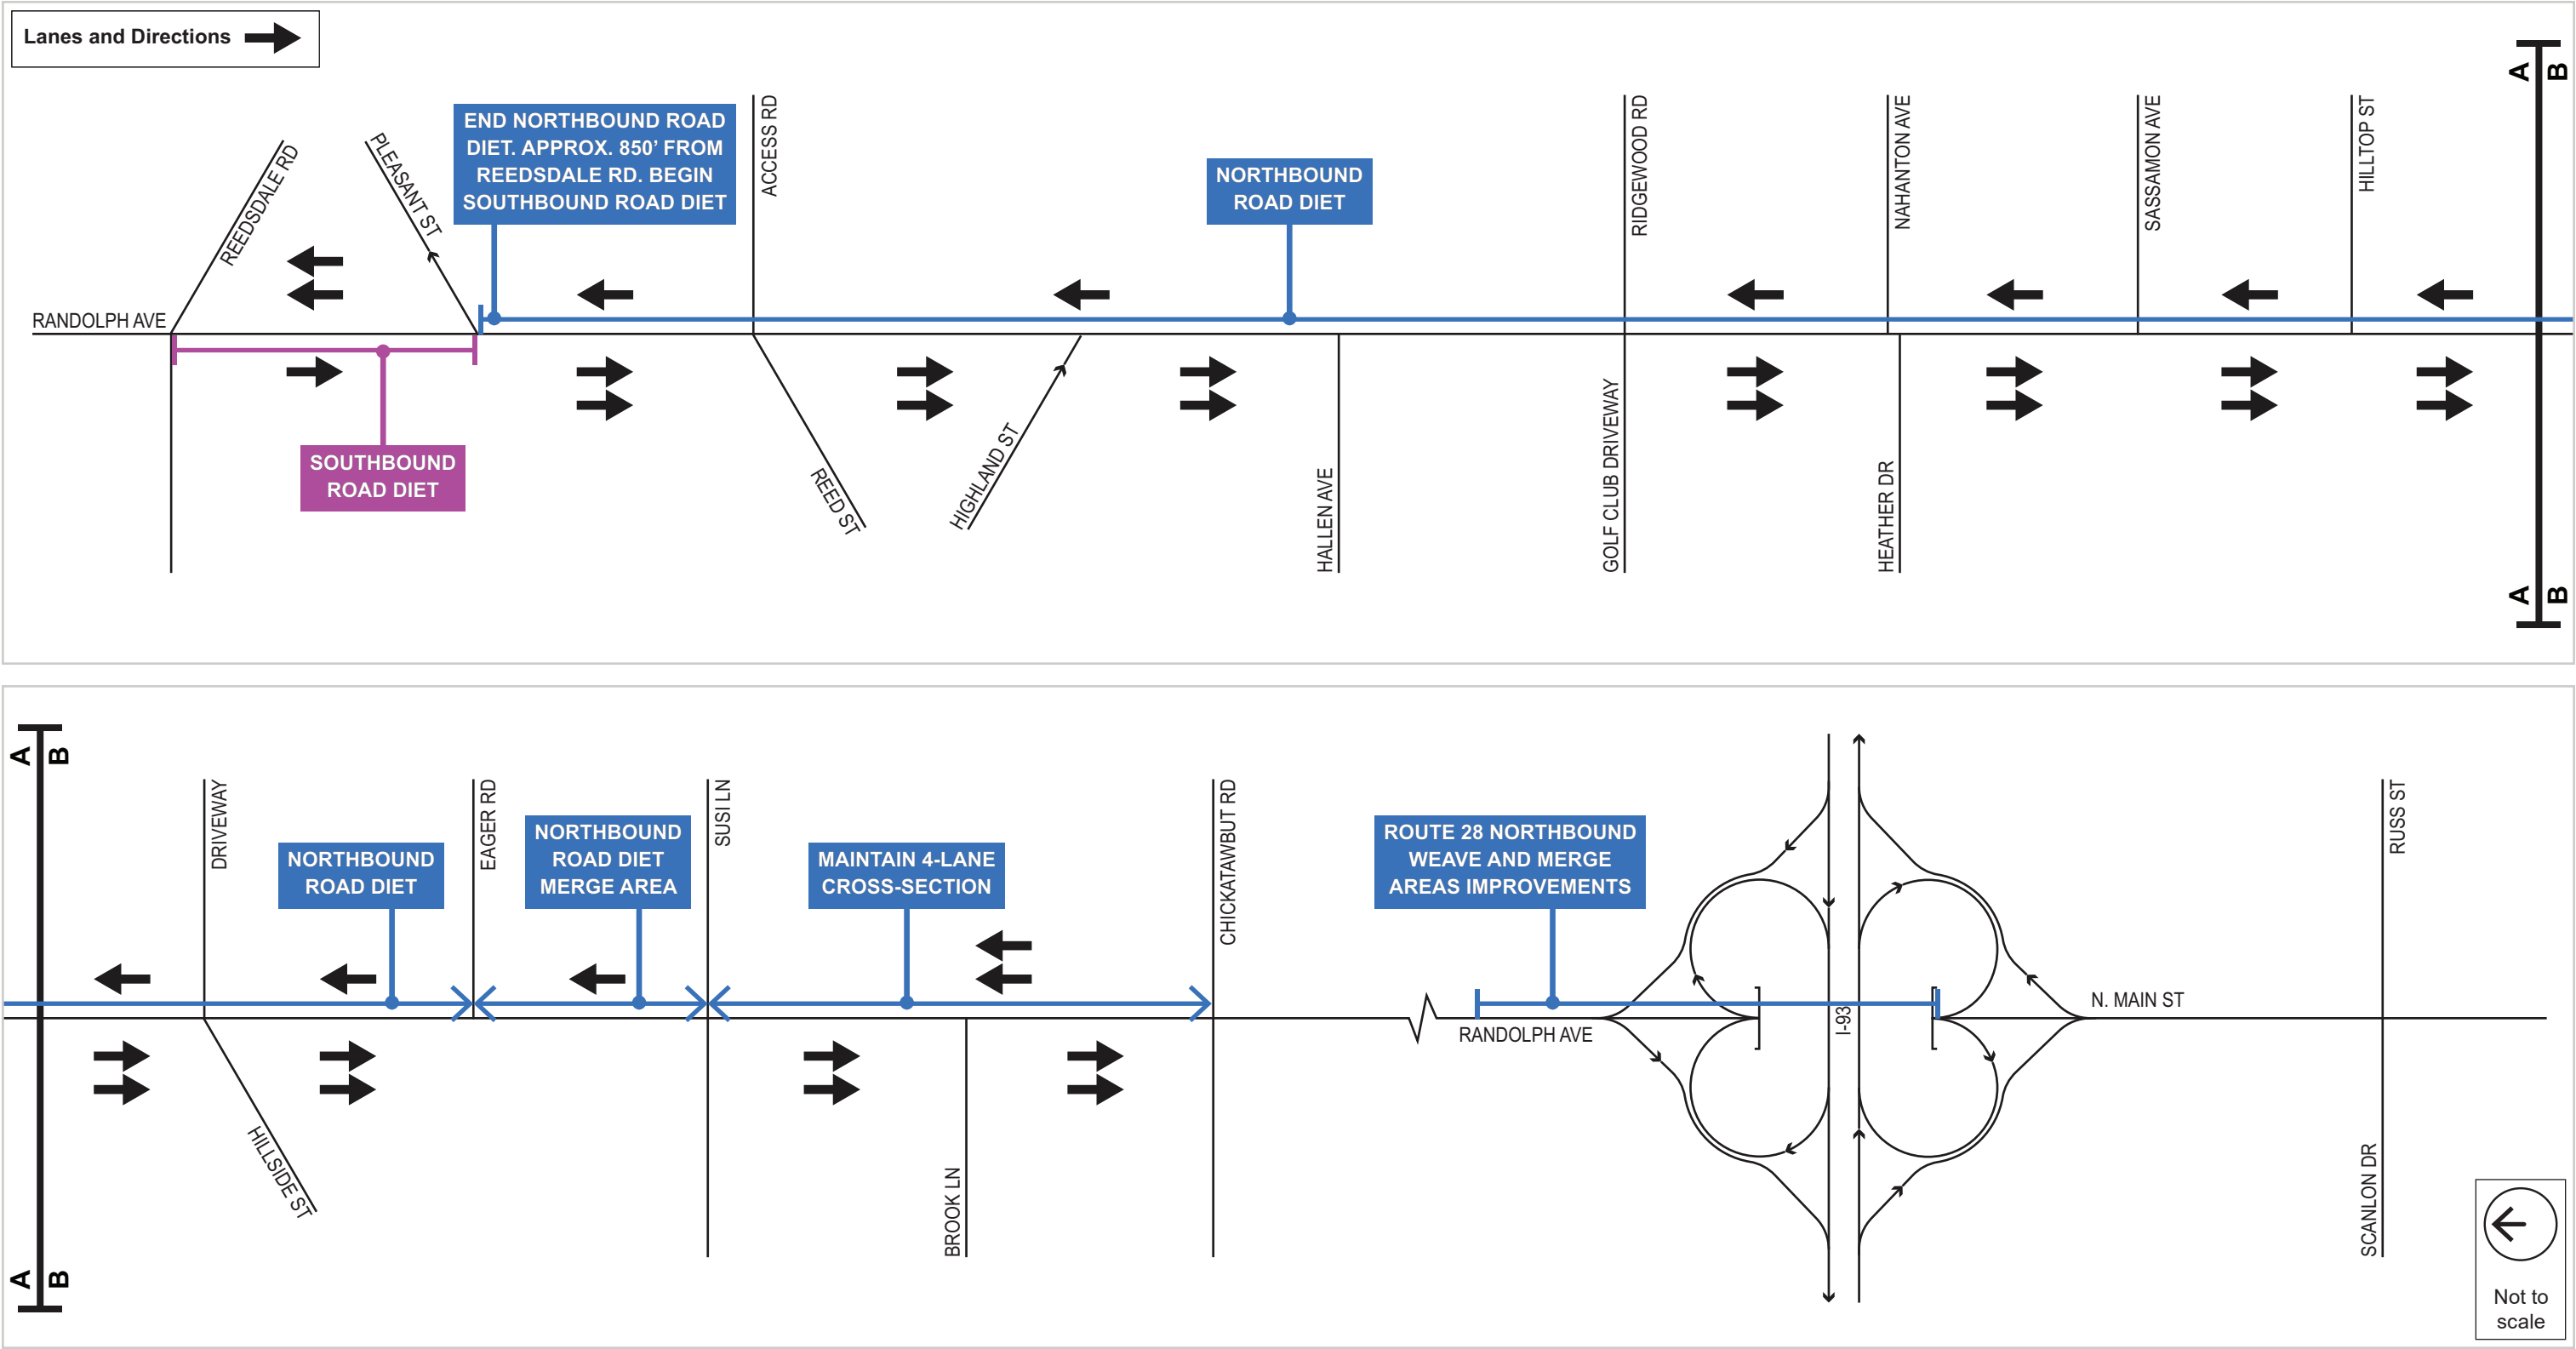 Lanes and Directions
A
B
END NORTHBOUND ROAD
DIET. APPROX. 850’ FROM
REEDSDALE RD. BEGIN
SOUTHBOUND ROAD DIET
NORTHBOUND
ROAD DIET
REEDSDALE RD
PLEASANT ST
ACCESS RD
RIDGEWOOD RD
NAHANTON AVE
SASSAMON AVE
HILLTOP ST
RANDOLPH AVE
SOUTHBOUND
ROAD DIET
REED ST
HIGHLAND ST
HALLEN AVE
GOLF CLUB DRIVEWAY
HEATHER DR
A
B
A
B
DRIVEWAY
NORTHBOUND
ROAD DIET
EAGER RD
NORTHBOUND
ROAD DIET
MERGE AREA
SUSI LN
MAINTAIN 4-LANE
CROSS-SECTION
CHICKATAWBUT RD
ROUTE 28 NORTHBOUND
WEAVE AND MERGE
AREAS IMPROVEMENTS
RUSS ST
N. MAIN ST
I-93
RANDOLPH AVE
HILLSIDE ST
BROOK LN
SCANLON DR
A
B
Not to
scale